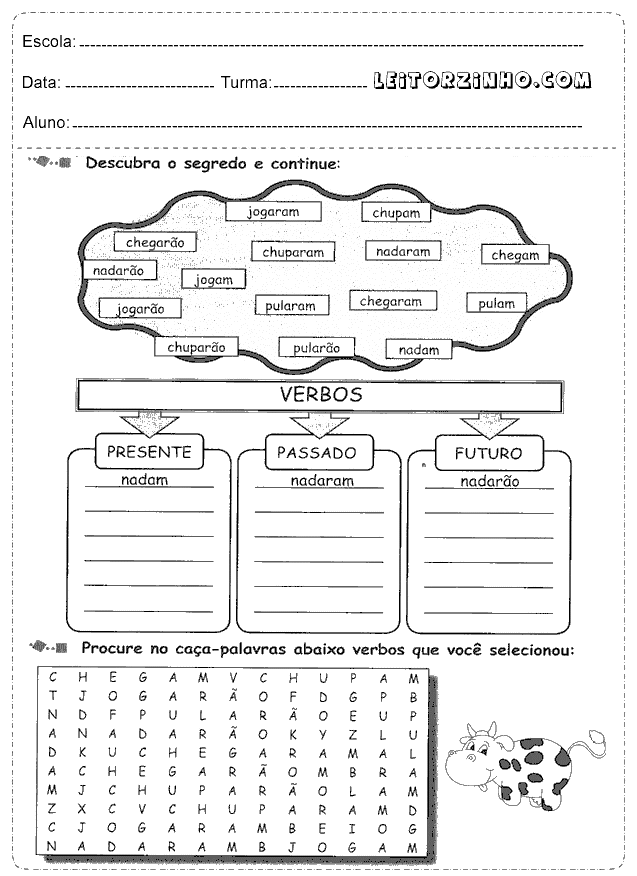 Escola:
Data: Turma: LEITORZINHO.COM
Aluno:
Descubra o segredo e continue:
jogaram chupam
chegarão chuparam nadaram chegam
nadarão jogam
jogarão pularam chegaram pulam
chuparão pularão nadam
VERBOS
PRESENTE PASSADO FUTURO
nadam nadaram nadarão
Procure no caça-palavras abaixo verbos que você selecionou:
C H E G A M V C H U P A M
T J O G A R Ã O F D G P B
N D F P U L A R Ã O E U P
A N A D A R Ã O K Y Z L U
D K U C H E G A R A M A L
A C H E G A R Ã O M B R A
M J C H U P A R Ã O L A M
Z X C V C H U P A R A M D
C J O G A R A M B E I O G
N A D A R A M B J O G A M